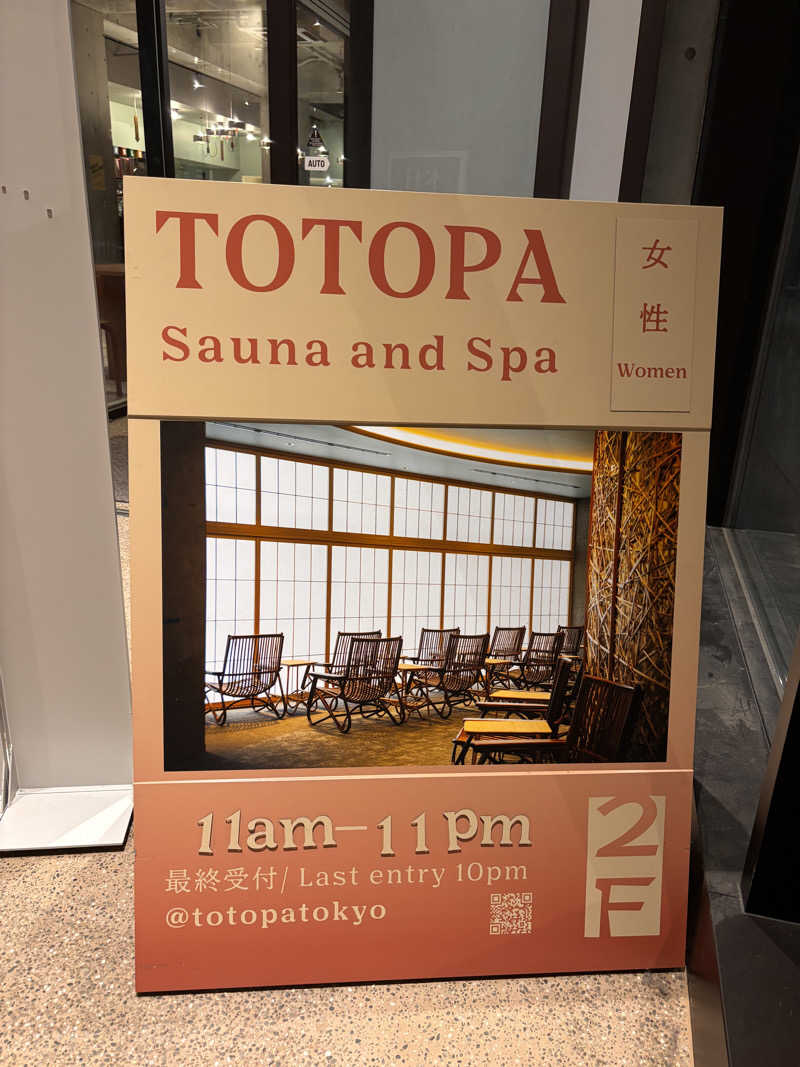 AUTO
TOTOPA
Sauna and Spa
女
性
Women
11am–11pm
最終受付/ Last entry 10pm
@totopatokyo
2F